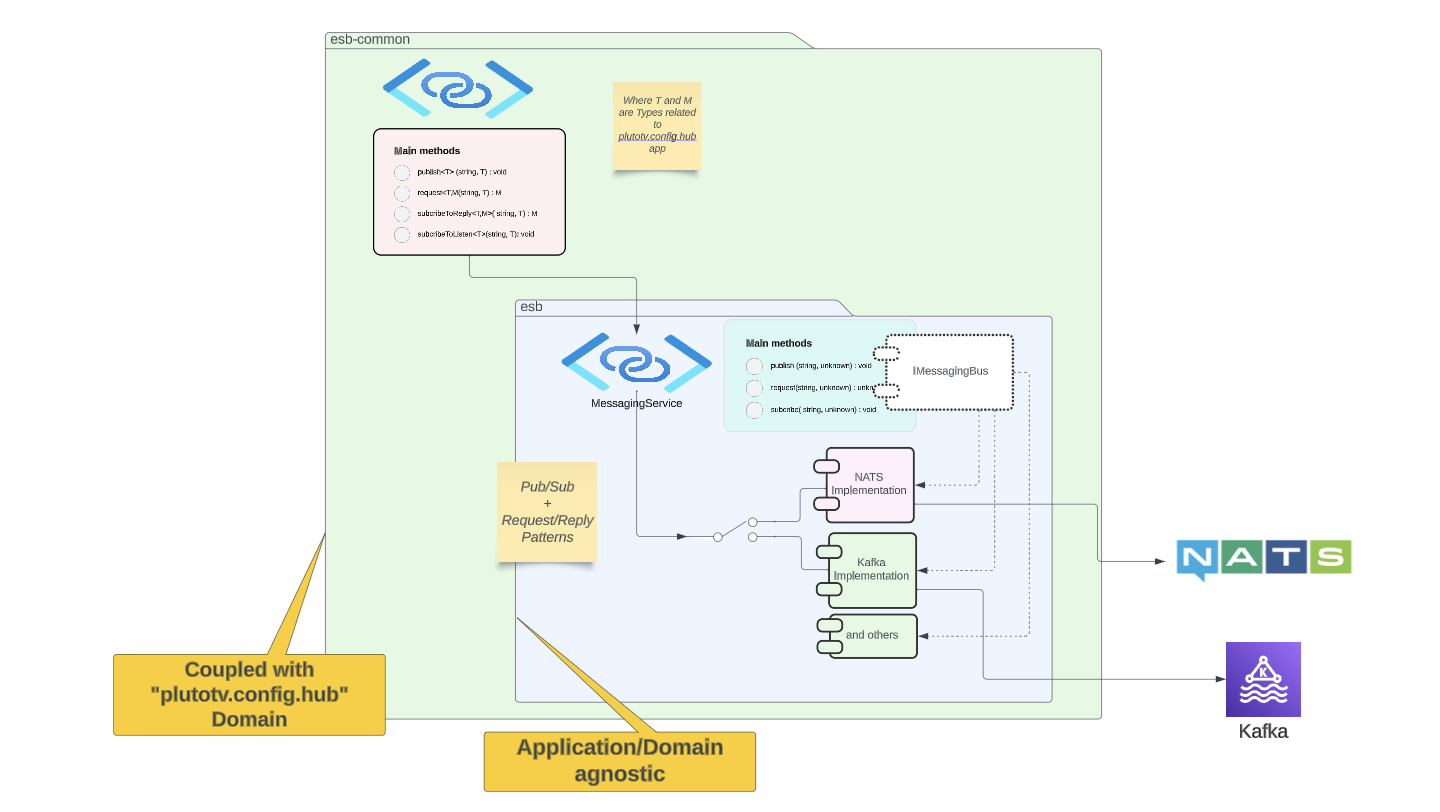 esb-common
Where T and M
are Types related
to
plutotv.config.hub
app
Main methods
publish<T> (string, T) : void
request<T,M(string, T) : M
subcribeToReply<T,M>( string, T) : M
subcribeToListen<T>(string, T): void
esb
MessagingService
Main methods
publish (string, unknown) : void
request(string, unknown) : unkn
subcribe( string, unknown) : void
IMessagingBus
Pub/Sub
+
Request/Reply
Patterns
NATS
Implementation
Kafka
Implementation
and others
NATS
K
Kafka
Coupled with
"plutotv.config.hub"
Domain
Application/Domain
agnostic